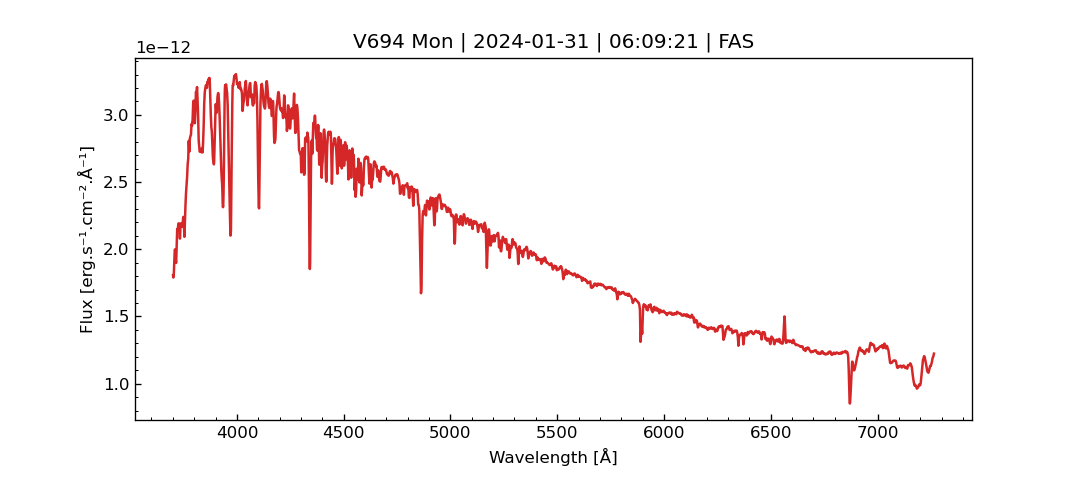 V694 Mon | 2024-01-31 | 06:09:21 | FAS
1e−12
3.0
2.5
2.0
1.5
1.0
Flux [erg.s⁻¹.cm⁻².Å⁻¹]
4000 4500 5000 5500 6000 6500 7000
Wavelength [Å]